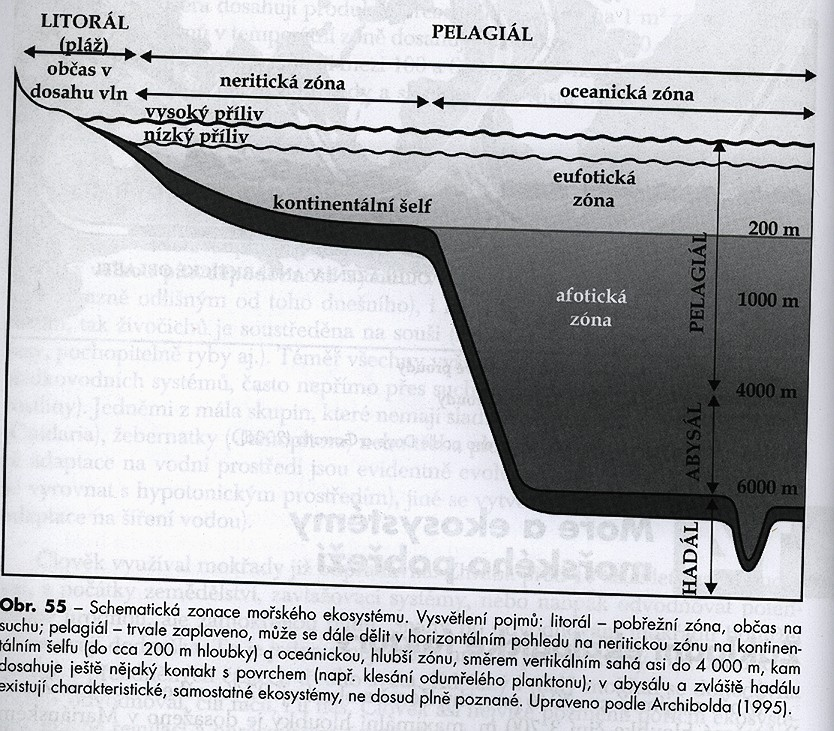 LITORÁL
(pláž)
občas v
dosahu vln
PELAGIÁL
neritická zóna
oceanická zóna
vysoký příliv
nízký příliv
kontinentální šelf
eufotická
zóna
200 m
afotická
zóna
1000 m
PELAGIÁL
4000 m
ABYSÁL
6000 m
HADÁL
Obr. 55 – Schematická zonace mořského ekosystému. Vysvětlení pojmů: litorál – pobřežní zóna, občas na
suchu; pelagiál – trvale zaplaveno, může se dále dělit v horizontálním pohledu na neritickou zónu na kontinen-
tálním šelfu (do cca 200 m hloubky) a oceánickou, hlubší zónu, směrem vertikálním sahá asi do 4 000 m, kam
dosahuje ještě nějaký kontakt s povrchem (např. klesání odumřelého planktonu); v abysálu a zvláště hadálu
existují charakteristické, samostatné ekosystémy, ne dosud plně poznané. Upraveno podle Archibolda (1995).